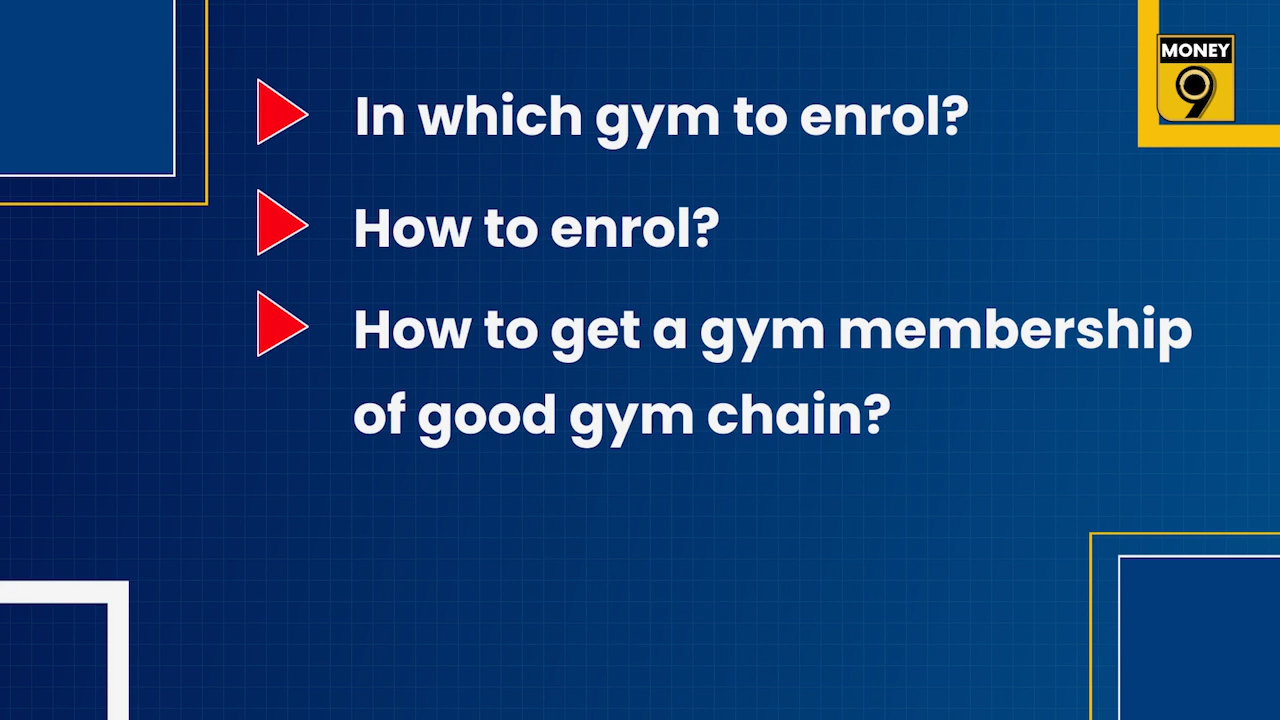 MONEY
9
In which gym to enrol?
How to enrol?
How to get a gym membership
of good gym chain?